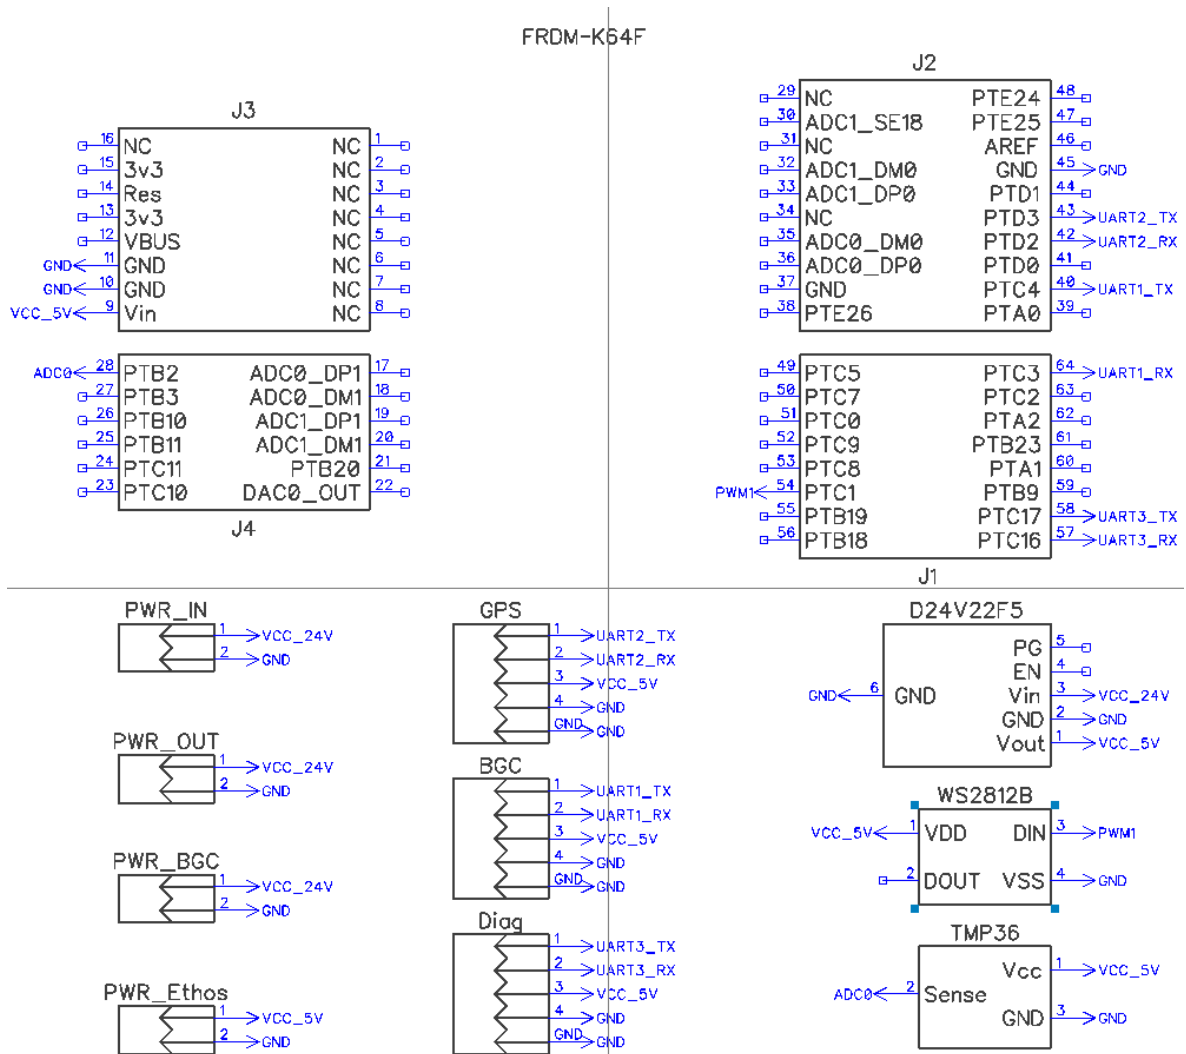 FRDM-K64F
J3
16 NC NC 1
15 3v3 NC 2
14 Res NC 3
13 3v3 NC 4
12 VBUS NC 5
GND 11 GND NC 6
GND 10 GND NC 7
VCC_5V 9 Vin NC 8
ADC0 28 PTB2 ADC0_DP1 17
27 PTB3 ADC0_DM1 18
26 PTB10 ADC1_DP1 19
25 PTB11 ADC1_DM1 20
24 PTC11 PTB20 21
23 PTC10 DAC0_OUT 22
J4
J2
29 NC PTE24 48
30 ADC1_SE18 PTE25 47
31 NC AREF 46
32 ADC1_DM0 GND 45 GND
33 ADC1_DP0 PTD1 44
34 NC PTD3 43 UART2_TX
35 ADC0_DM0 PTD2 42 UART2_RX
36 ADC0_DP0 PTD0 41
37 GND PTC4 40 UART1_TX
38 PTE26 PTA0 39
49 PTC5 PTC3 64 UART1_RX
50 PTC7 PTC2 63
51 PTC0 PTA2 62
52 PTC9 PTB23 61
53 PTC8 PTA1 60
PWM1 54 PTC1 PTB9 59
55 PTB19 PTC17 58 UART3_TX
56 PTB18 PTC16 57 UART3_RX
J1
PWR_IN
1 VCC_24V
2 GND
PWR_OUT
1 VCC_24V
2 GND
PWR_BGC
1 VCC_24V
2 GND
PWR_Ethos
1 VCC_5V
2 GND
GPS
1 UART2_TX
2 UART2_RX
3 VCC_5V
4 GND
GND GND
BGC
1 UART1_TX
2 UART1_RX
3 VCC_5V
4 GND
GND GND
Diag
1 UART3_TX
2 UART3_RX
3 VCC_5V
4 GND
GND GND
D24V22F5
PG 5
EN 4
GND 6 GND Vin 3 VCC_24V
GND 2 GND
Vout 1 VCC_5V
WS2812B
VCC_5V 1 VDD DIN 3 PWM1
2 DOUT VSS 4 GND
TMP36
Vcc 1 VCC_5V
ADC0 2 Sense
GND 3 GND